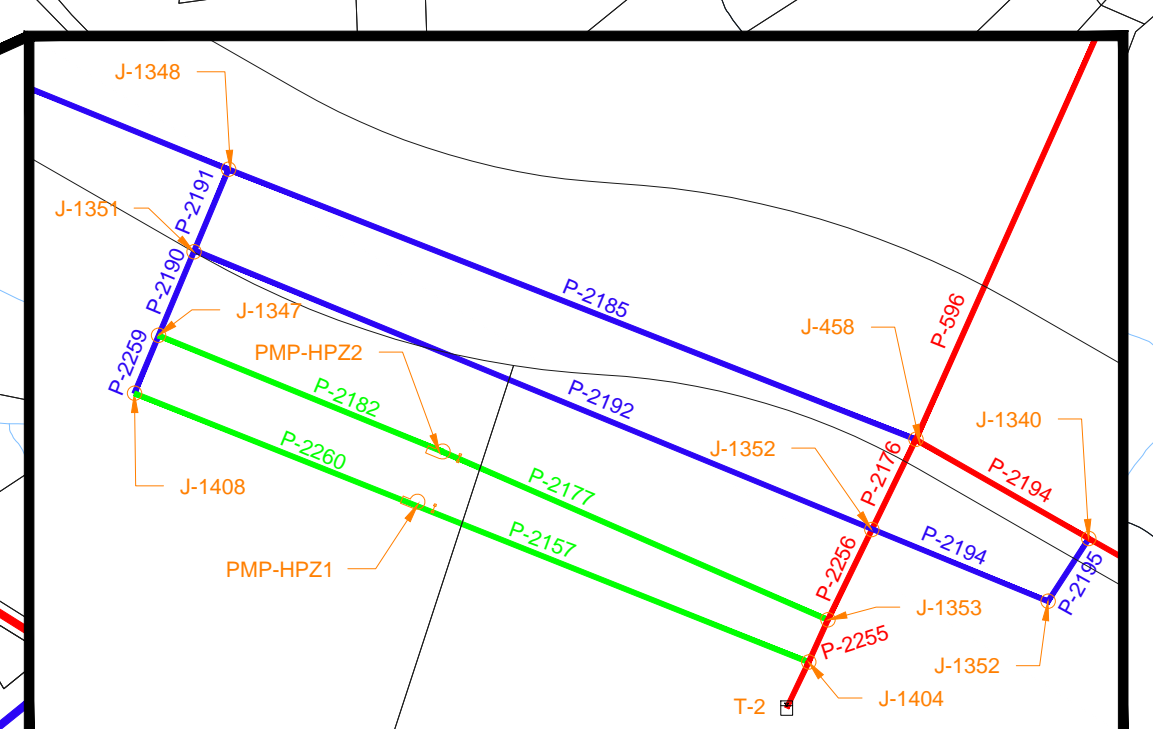 J-1348
P-2191
J-1351
P-2190
J-1347
P-2185
P-596
J-458
PMP-HPZ2
P-2259
P-2182
P-2192
J-1340
J-1352
P-2176
P-2260
P-2194
J-1408
P-2177
P-2157
P-2256
P-2194
PMP-HPZ1
P-2195
J-1353
P-2255
J-1352
J-1404
T-2